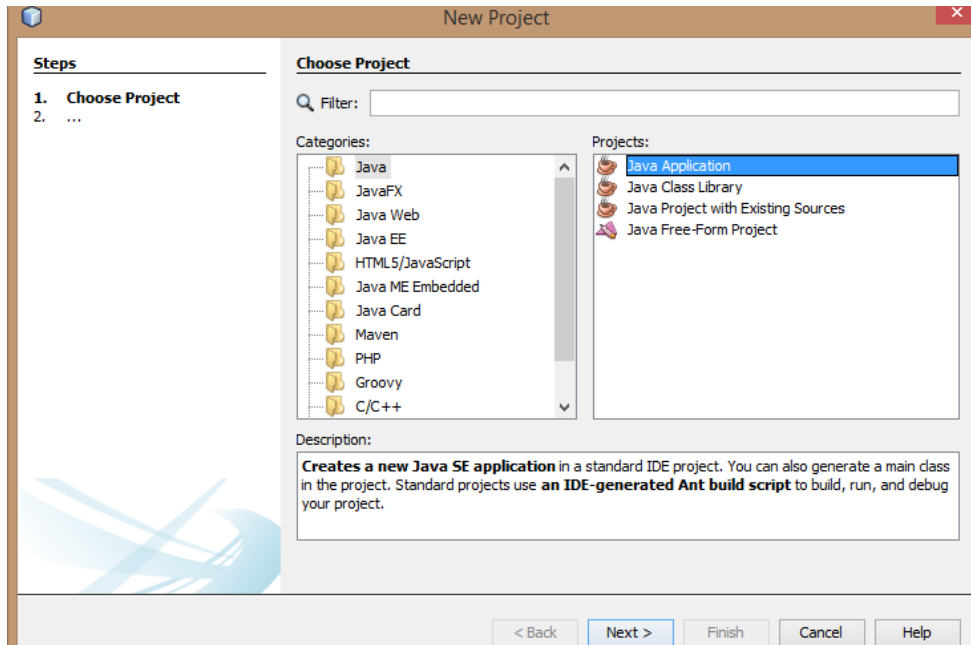 New Project
Steps
1. Choose Project
2. ...
Choose Project
Filter:
Categories:
Java
JavaFX
Java Web
Java EE
HTML5/JavaScript
Java ME Embedded
Java Card
Maven
PHP
Groovy
C/C++
Projects:
Java Application
Java Class Library
Java Project with Existing Sources
Java Free-Form Project
Description:
Creates a new Java SE application in a standard IDE project. You can also generate a main class
in the project. Standard projects use an IDE-generated Ant build script to build, run, and debug
your project.
< Back
Next >
Finish
Cancel
Help